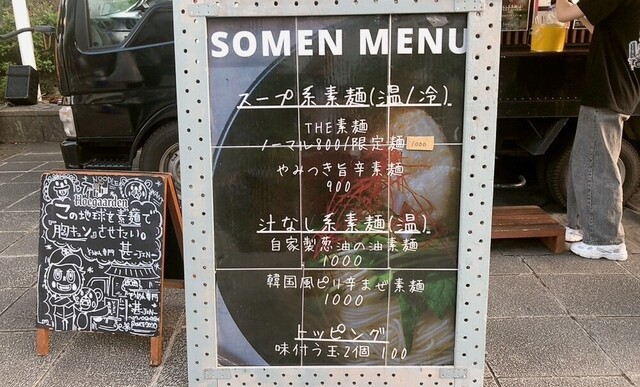 SOMEN MENU
スープ系素麺(温/冷)
THE素麺
ノーマル800/限定麺 1000
やみつき旨辛素麺
900
汁なし系素麺(温)
自家製葱油の油素麺
1000
韓国風ピリ辛まぜ素麺
1000
トッピング
味付う玉2個 100
Hoegaarden
この地球を素麺で
胸キュンさせたい。
甚